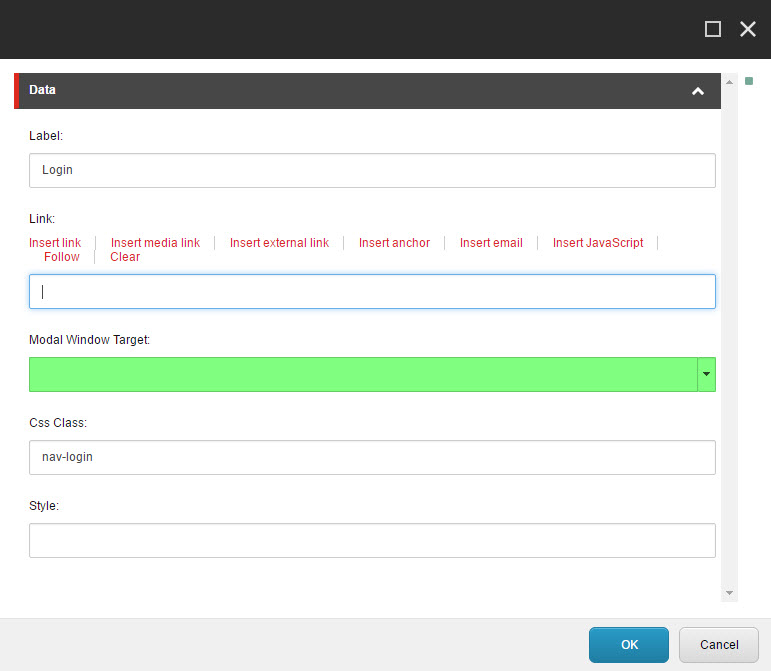 Data
Label:
Login
Link:
Insert link Insert media link Insert external link Insert anchor Insert email Insert JavaScript
Follow Clear
Modal Window Target:
Css Class:
nav-login
Style:
OK Cancel